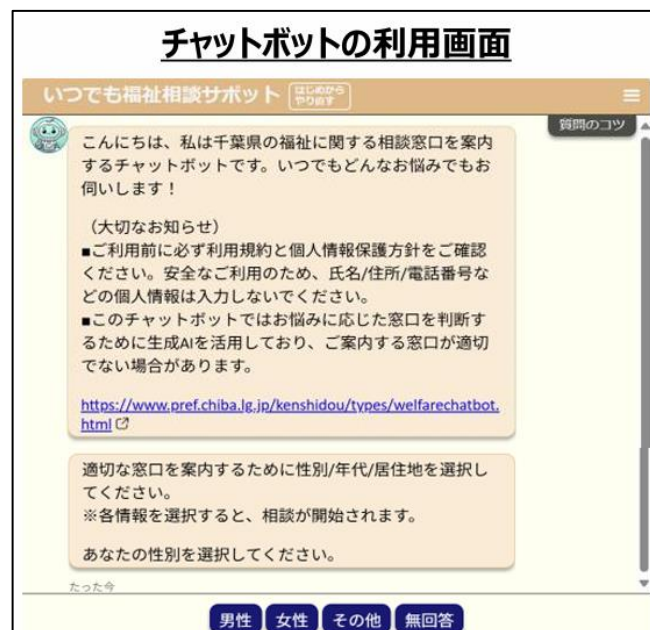 チャットボットの利用画面
いつでも福祉相談サポット
はじめから
やり直す
質問のコツ
こんにちは、私は千葉県の福祉に関する相談窓口を案内
するチャットボットです。いつでもどんなお悩みでもお
伺いします！
（大切なお知らせ）
■ご利用前に必ず利用規約と個人情報保護方針をご確認
ください。安全なご利用のため、氏名/住所/電話番号な
どの個人情報は入力しないでください。
■このチャットボットではお悩みに応じた窓口を判断す
るために生成AIを活用しており、ご案内する窓口が適切
でない場合があります。
https://www.pref.chiba.lg.jp/kenshidou/types/welfarechatbot.
html
適切な窓口を案内するために性別/年代/居住地を選択し
てください。
※各情報を選択すると、相談が開始されます。
あなたの性別を選択してください。
たった今
男性 女性 その他 無回答